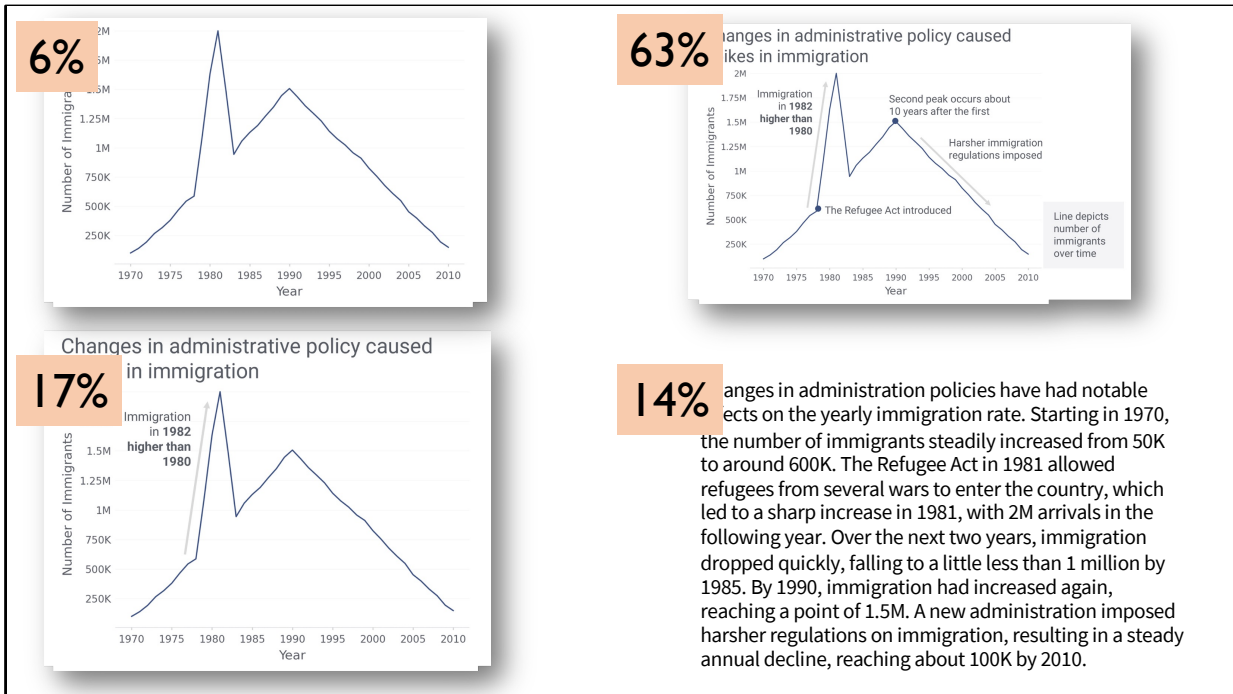 6%
2M
5M
1.5M
1.25M
1M
750K
500K
250K
Number of Immigra
1970 1975 1980 1985 1990 1995 2000 2005 2010
Year
63%
hanges in administrative policy caused
ikes in immigration
2M
1.75M
1.5M
1.25M
1M
750K
500K
250K
Number of Immigrants
Immigration
in 1982
higher than
1980
Second peak occurs about
10 years after the first
Harsher immigration
regulations imposed
The Refugee Act introduced
Line depicts
number of
immigrants
over time
1970 1975 1980 1985 1990 1995 2000 2005 2010
Year
17%
Changes in administrative policy caused
in immigration
Immigration
in 1982
higher than
1980
1.5M
1.25M
1M
750K
500K
250K
Number of Immigrants
1970 1975 1980 1985 1990 1995 2000 2005 2010
Year
14%
anges in administration policies have had notable
ects on the yearly immigration rate. Starting in 1970,
the number of immigrants steadily increased from 50K
to around 600K. The Refugee Act in 1981 allowed
refugees from several wars to enter the country, which
led to a sharp increase in 1981, with 2M arrivals in the
following year. Over the next two years, immigration
dropped quickly, falling to a little less than 1 million by
1985. By 1990, immigration had increased again,
reaching a point of 1.5M. A new administration imposed
harsher regulations on immigration, resulting in a steady
annual decline, reaching about 100K by 2010.